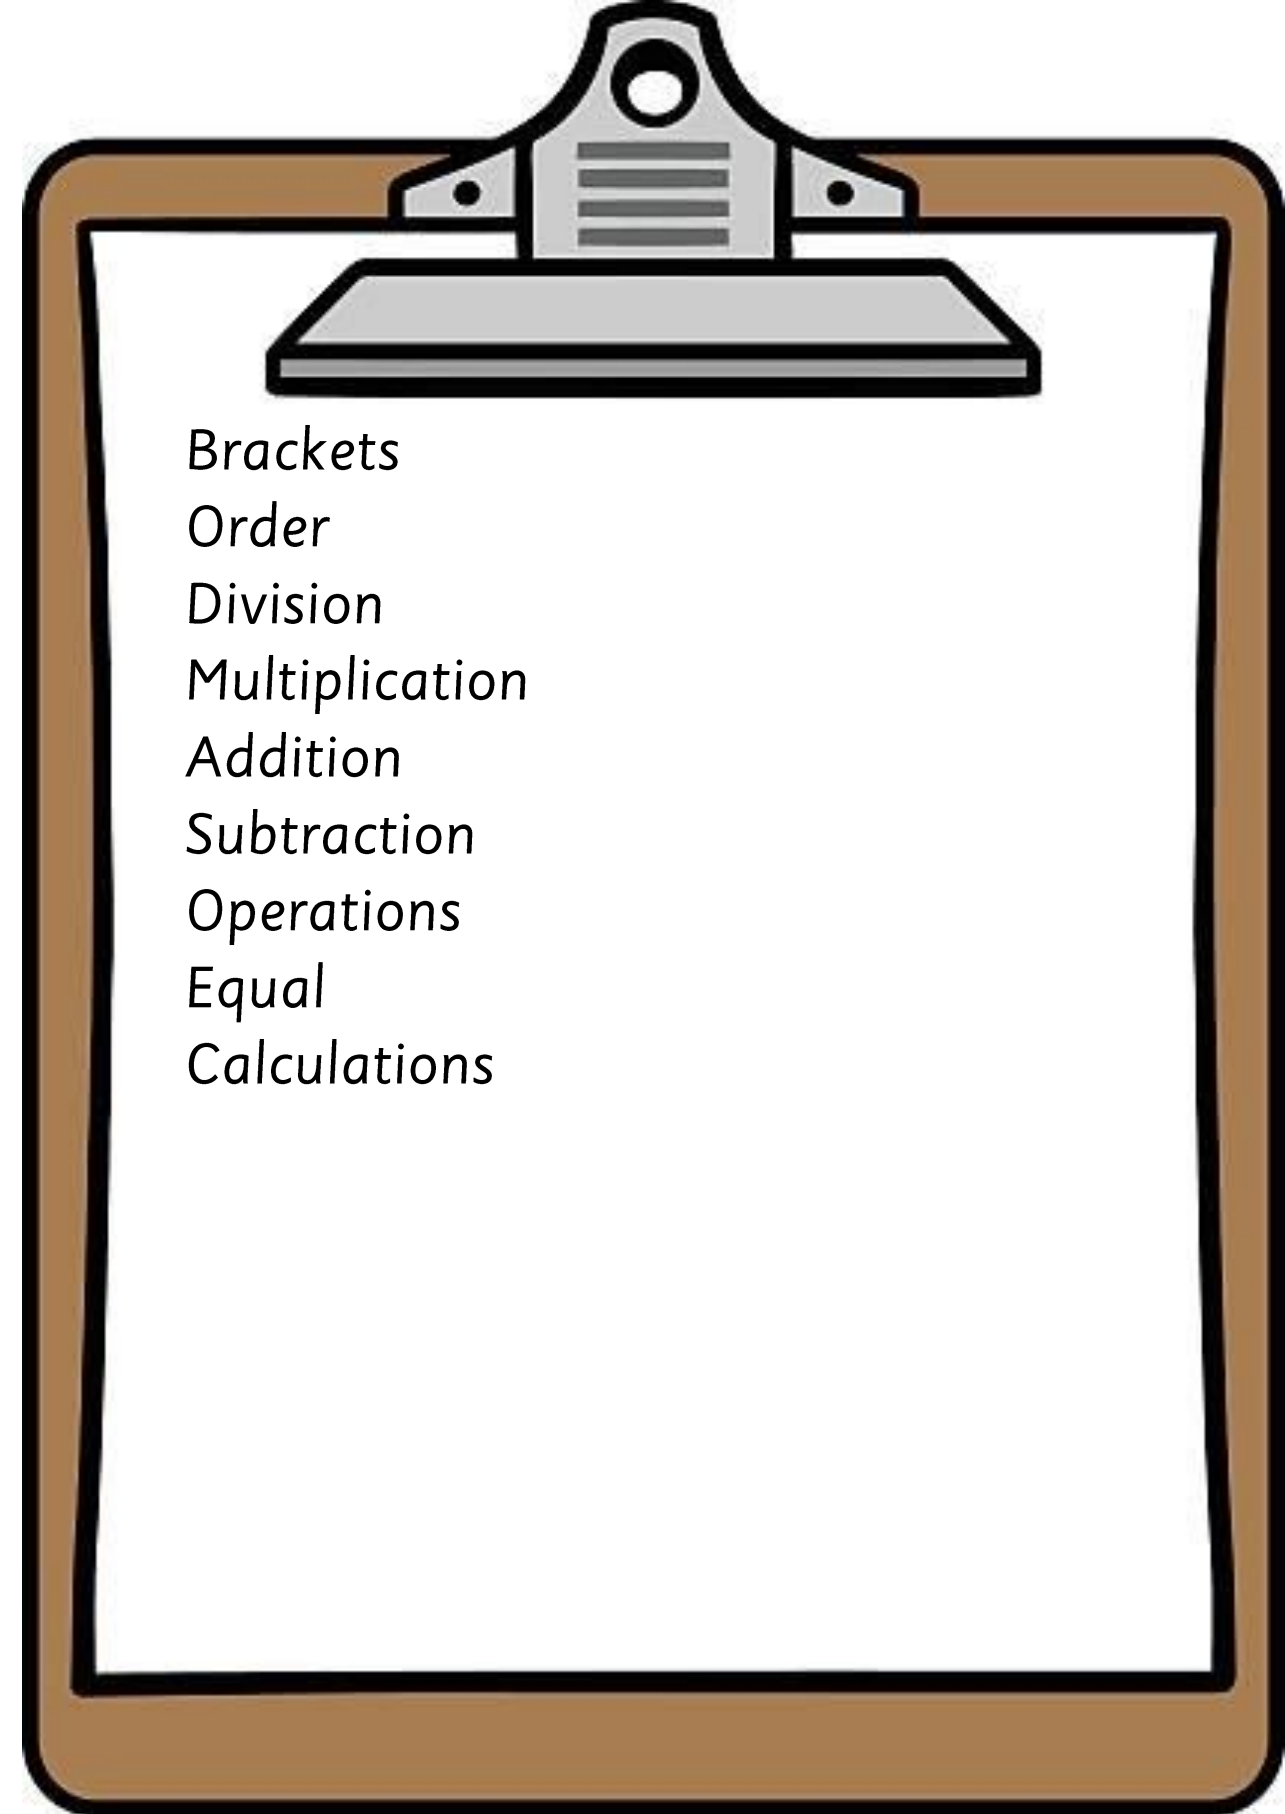 Brackets
Order
Division
Multiplication
Addition
Subtraction
Operations
Equal
Calculations